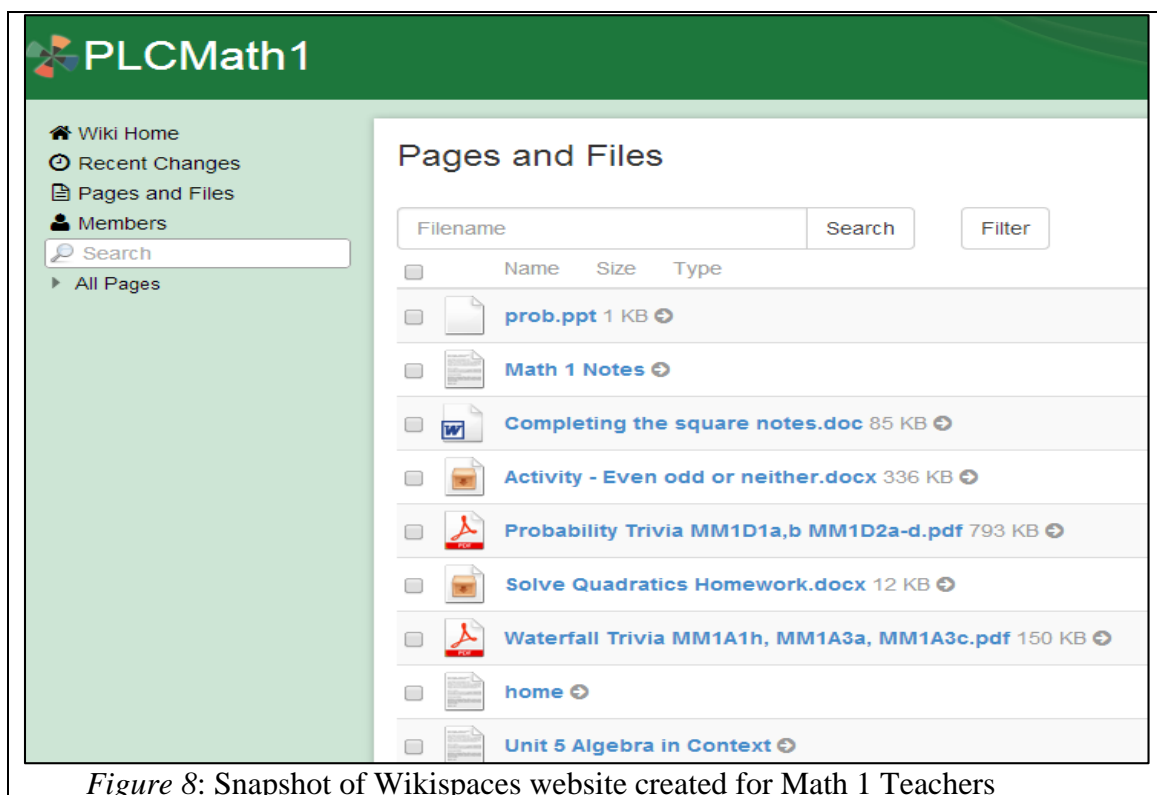 PLCMath1
Wiki Home
Recent Changes
Pages and Files
Members
Search
All Pages
Pages and Files
Filename Search Filter
Name Size Type
prob.ppt 1 KB
Math 1 Notes
Completing the square notes.doc 85 KB
Activity - Even odd or neither.docx 336 KB
Probability Trivia MM1D1a,b MM1D2a-d.pdf 793 KB
Solve Quadratics Homework.docx 12 KB
Waterfall Trivia MM1A1h, MM1A3a, MM1A3c.pdf 150 KB
home
Unit 5 Algebra in Context
Figure 8: Snapshot of Wikispaces website created for Math 1 Teachers